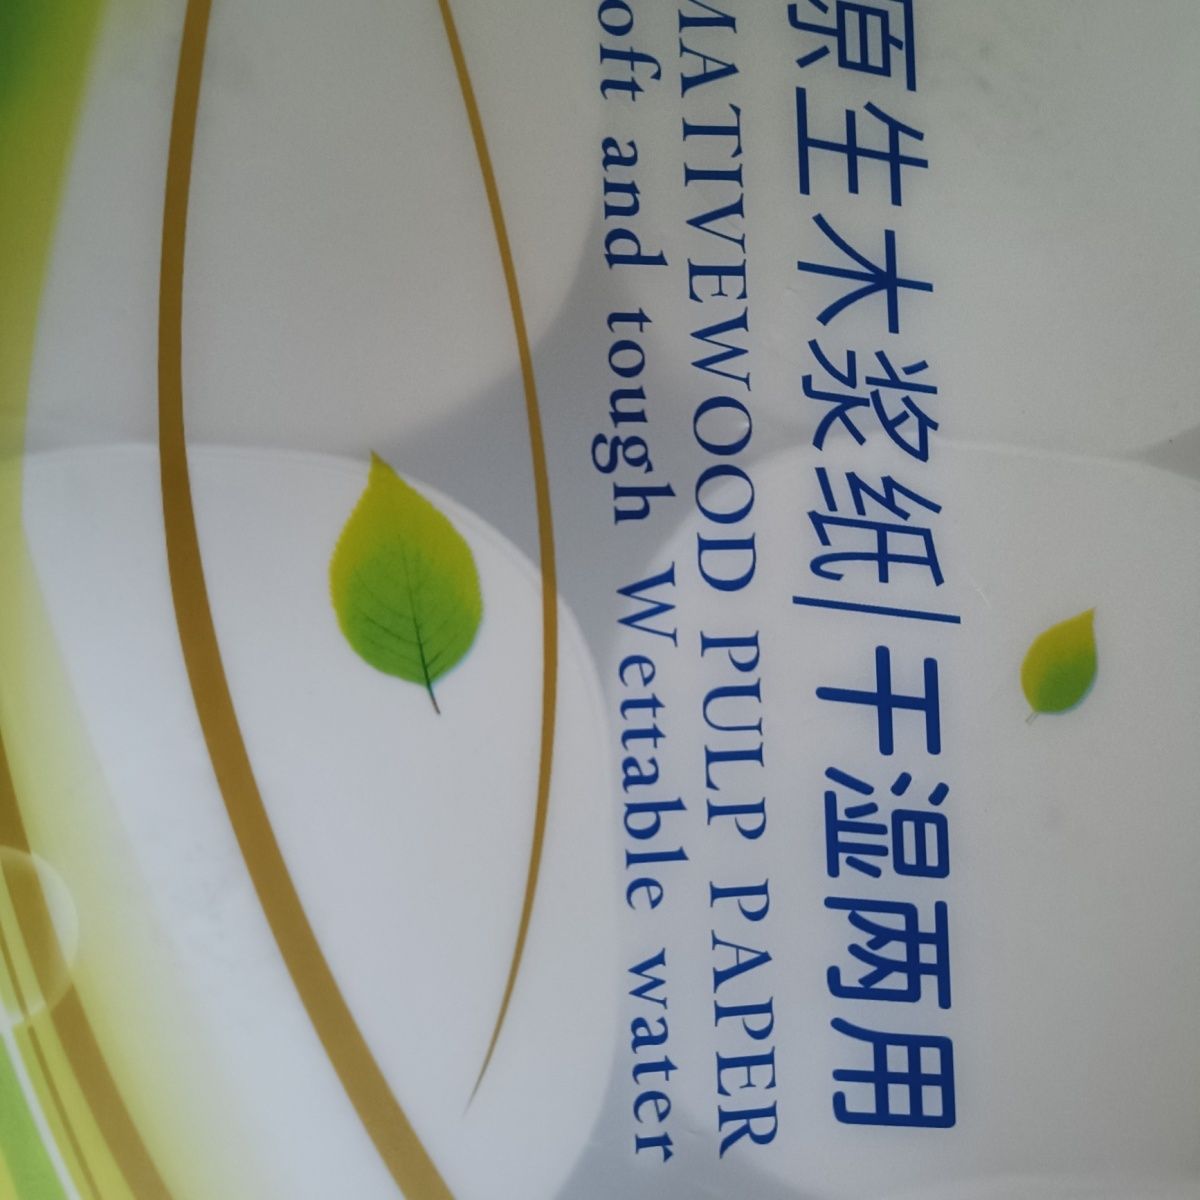 原生木浆纸|干湿两用
MATIVEWOOD PULP PAPER
oft and tough Wettable water